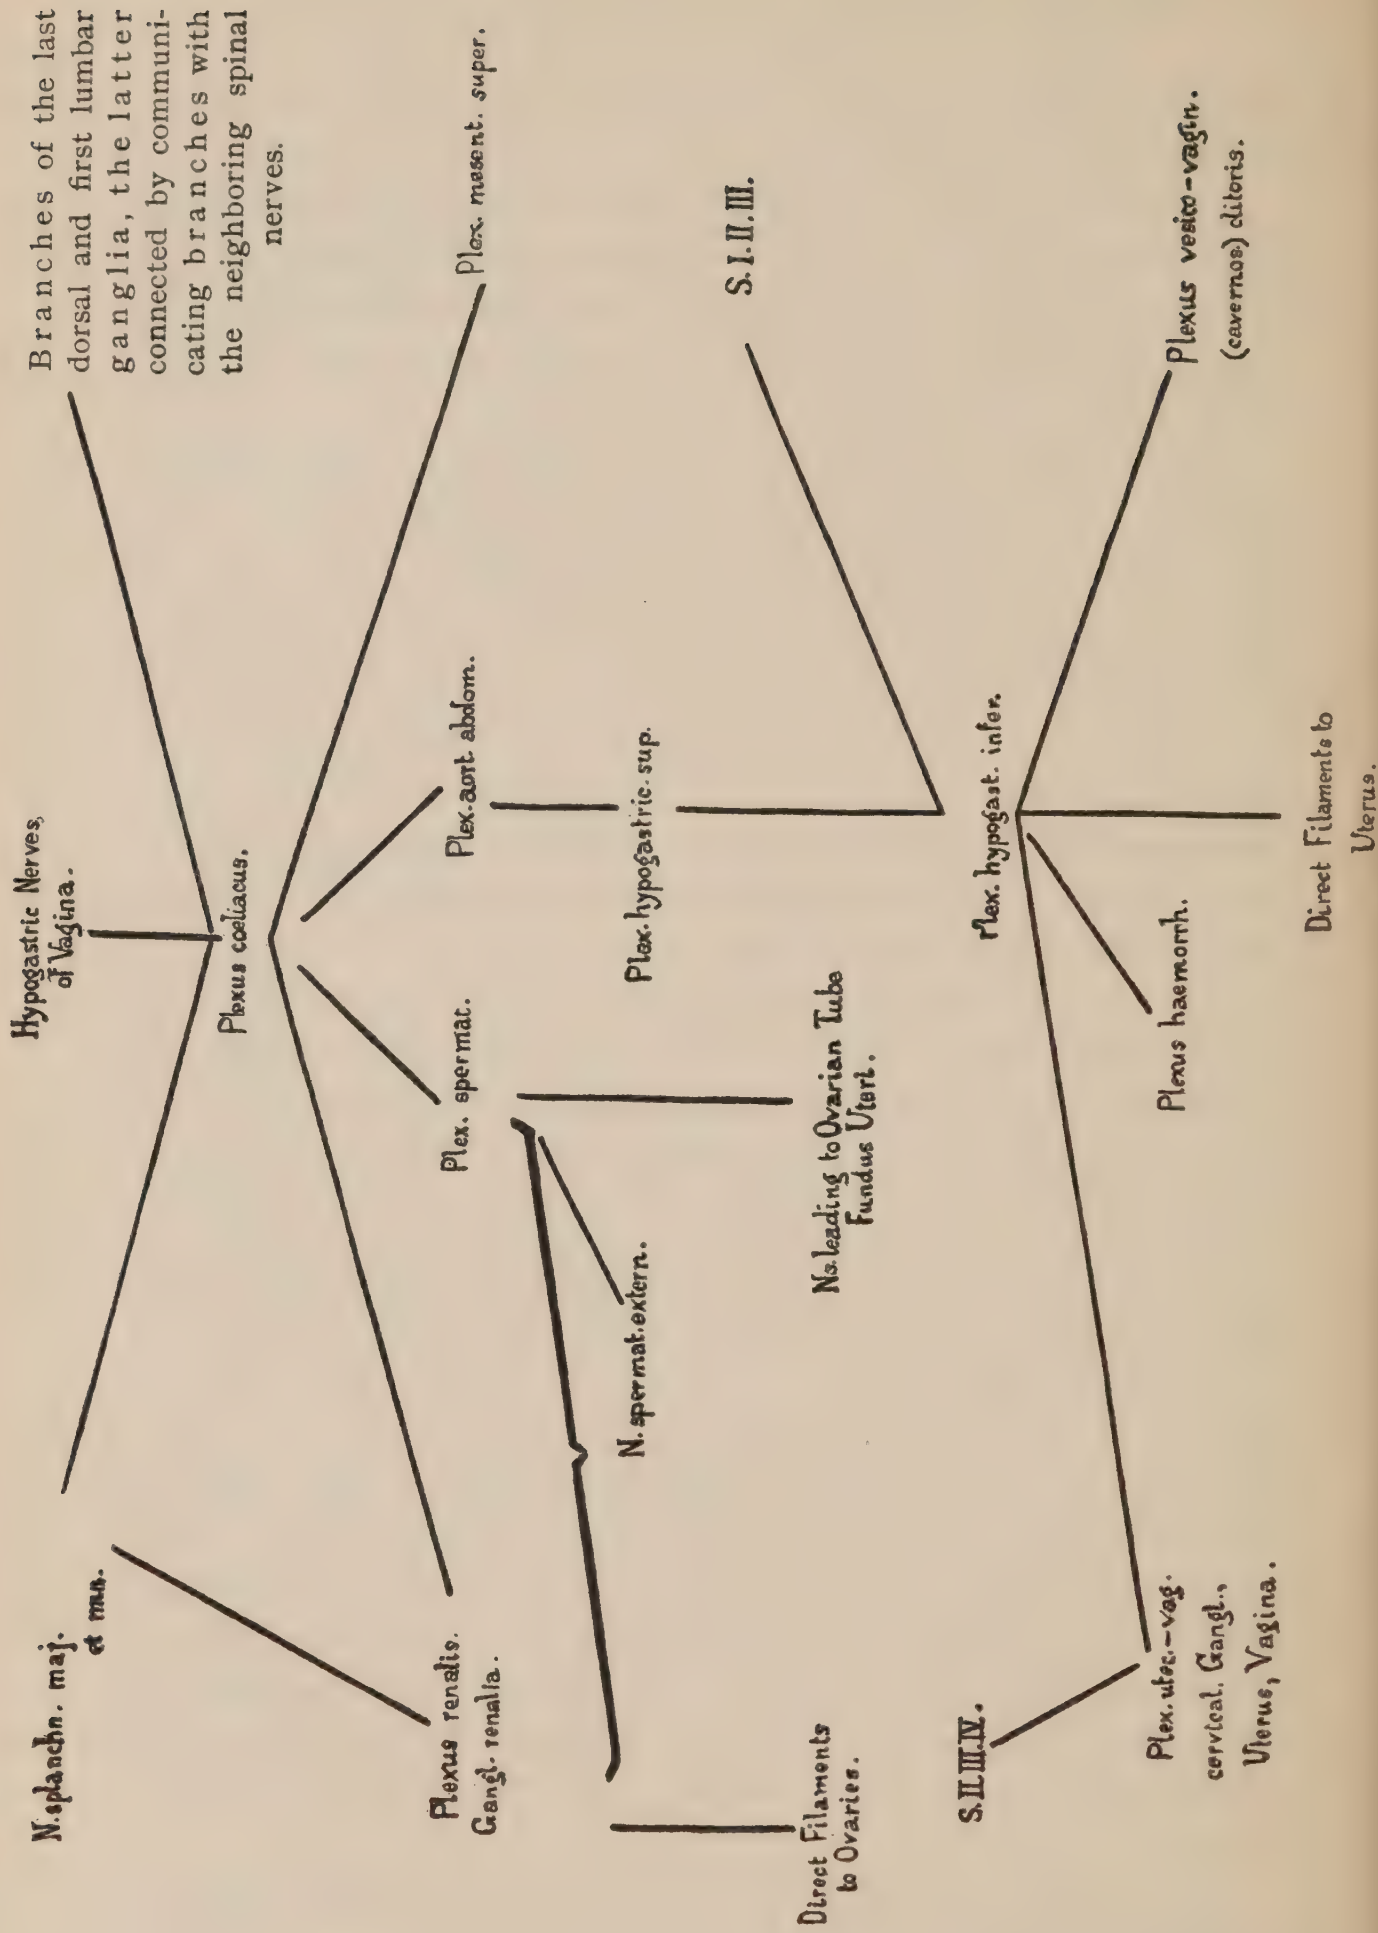 Hypogastric Nerves,
of Vagina.
N. splanchn. maj.
et
Branches of the last
dorsal and first lumbar
ganglia, the latter
connected by communi-
cating branches with
the neighboring spinal
nerves.
Plexus coeliacus.
Plexus renalis.
Gangl. renalia.
Plex. spermat.
Plex. aort. abdom.
Plex. mesent. super.
N. spermat. extern.
Plex. hypogastric. sup.
S. I. II. III.
Direct Filaments
to Ovaries.
Ns. leading to Ovarian Tube
Fundus Uteri.
S. II. III. IV.
Plex. hypogast. infer.
Plex. uter.-vag.
cervical. Gangl.,
Uterus, Vagina.
Plexus haemorrh.
Plexus vesico-vagin.
(cavernos.) clitoris.
Direct Filaments to
Uterus.